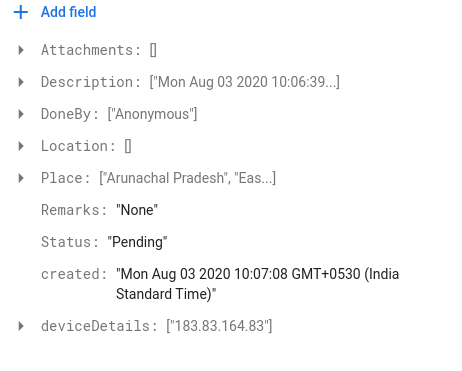 Add field
Attachments: []
Description: ["Mon Aug 03 2020 10:06:39...]
DoneBy: ["Anonymous"]
Location: []
Place: ["Arunachal Pradesh", "Eas...]
Remarks: "None"
Status: "Pending"
created: "Mon Aug 03 2020 10:07:08 GMT+0530 (India
Standard Time)"
deviceDetails: ["183.83.164.83"]